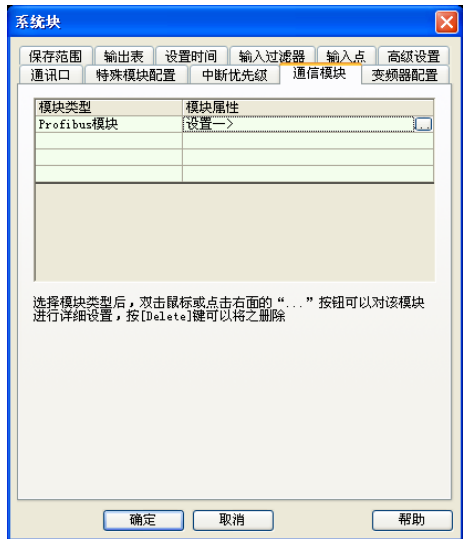 系统块
保存范围 输出表 设置时间 输入过滤器 输入点 高级设置
通讯口 特殊模块配置 中断优先级 通信模块 变频器配置
模块类型 模块属性
Profibus模块 设置—> ...
选择模块类型后，双击鼠标或点击右面的“...”按钮可以对该模块
进行详细设置，按[Delete]键可以将之删除
确定 取消 帮助